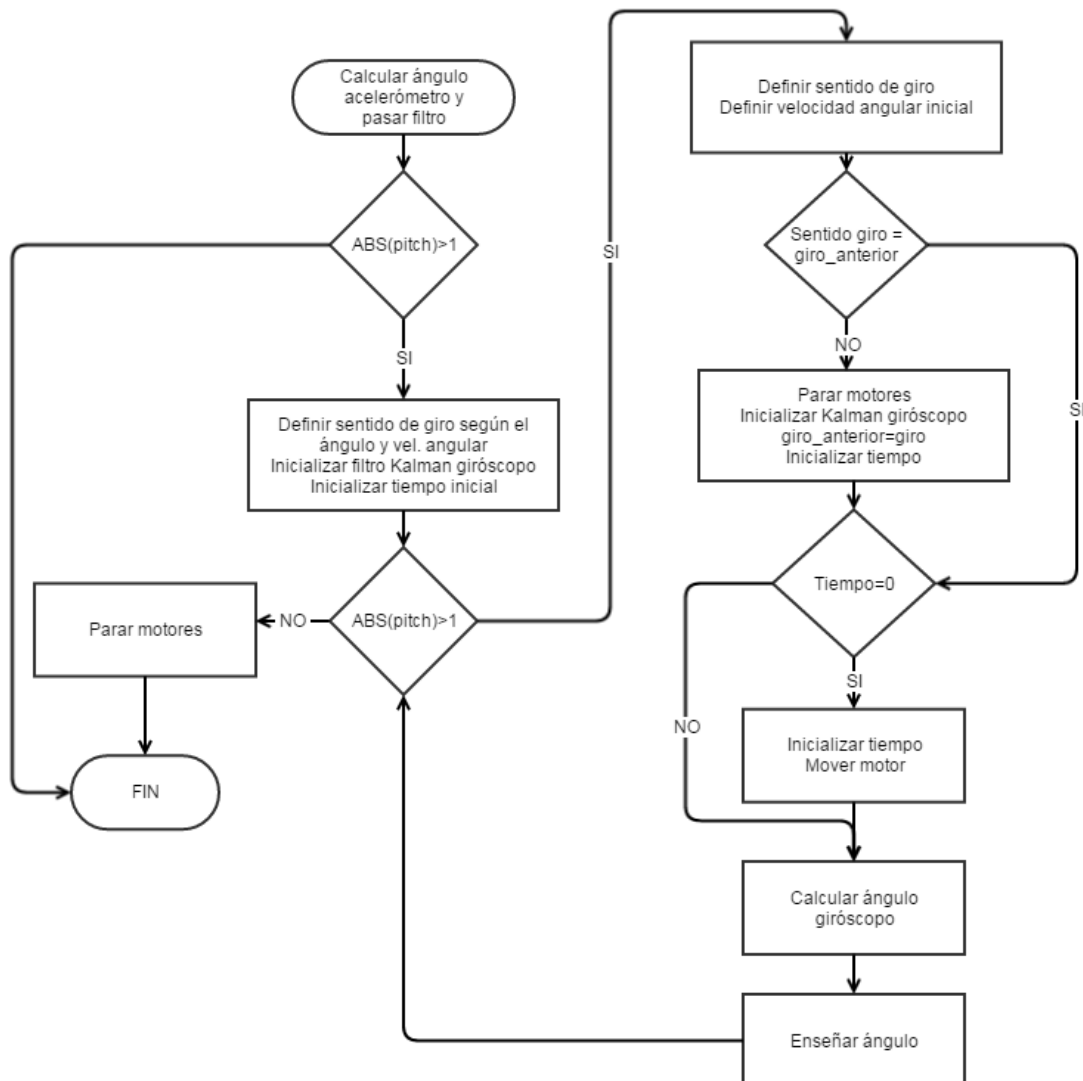 Calcular ángulo
acelerómetro y
pasar filtro
ABS(pitch)>1
SI
Definir sentido de giro según el
ángulo y vel. angular
Inicializar filtro Kalman giróscopo
Inicializar tiempo inicial
ABS(pitch)>1
NO
Parar motores
FIN
SI
Definir sentido de giro
Definir velocidad angular inicial
Sentido giro =
giro_anterior
SI
NO
Parar motores
Inicializar Kalman giróscopo
giro_anterior=giro
Inicializar tiempo
Tiempo=0
SI
NO
Inicializar tiempo
Mover motor
Calcular ángulo
giróscopo
Enseñar ángulo